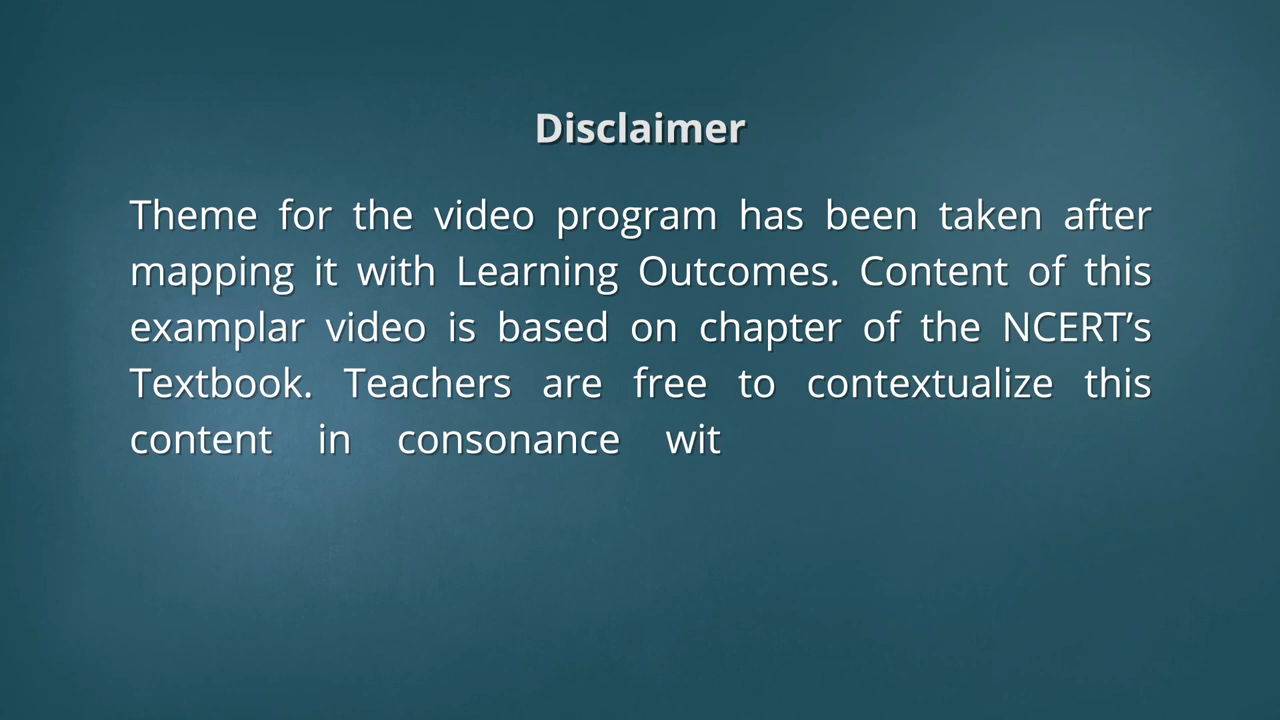 Disclaimer
Theme for the video program has been taken after
mapping it with Learning Outcomes. Content of this
examplar video is based on chapter of the NCERT’s
Textbook. Teachers are free to contextualize this
content in consonance wit